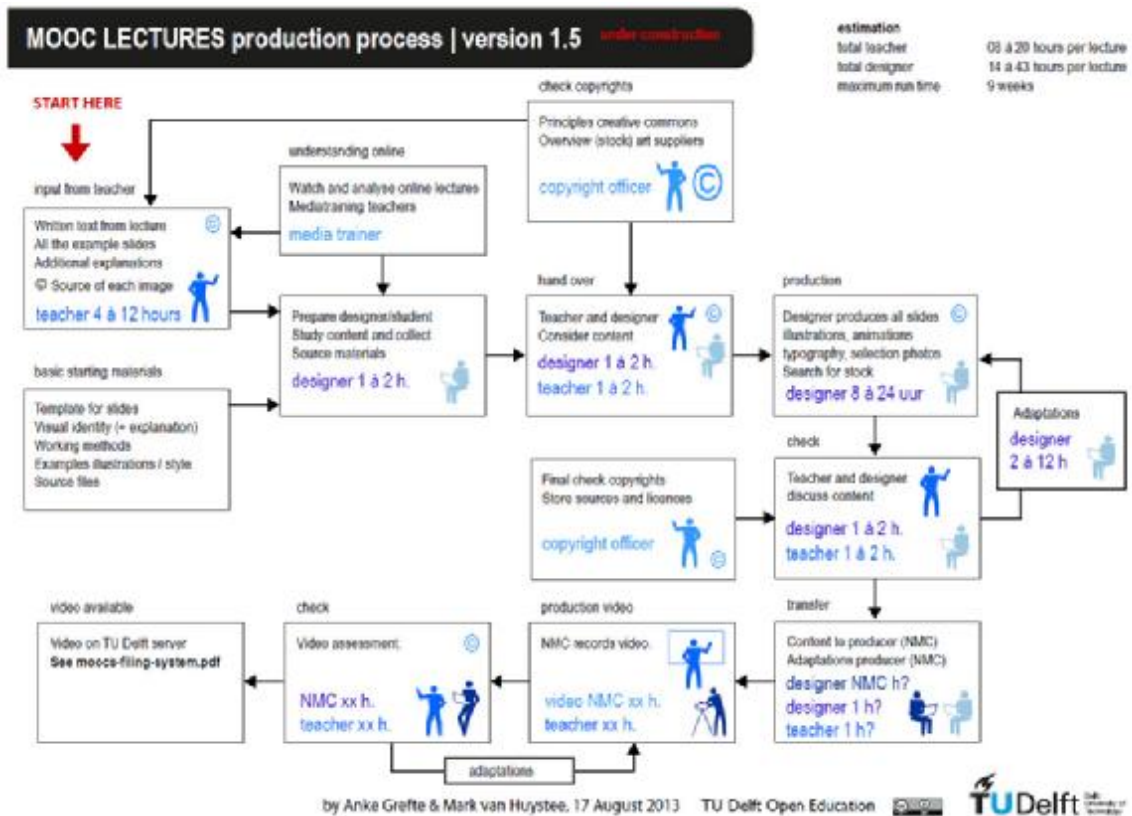 MOOC LECTURES production process | version 1.5 under construction
estimation
total teacher 03 à 20 hours per lecture
total designer 14 à 43 hours per lecture
maximum run time 9 weeks
START HERE
check copyrights
Principles creative commons
Overview (stock) art suppliers
copyright officer
©
understanding online
Watch and analyse online lectures
Mediatraining teachers
media trainer
input from teacher
Written text from lecture ©
All the example slides
Additional explanations
© Source of each image
teacher 4 à 12 hours
Prepare designer/student
Study content and collect
Source materials
designer 1 à 2 h.
hand over
Teacher and designer ©
Consider content
designer 1 à 2 h.
teacher 1 à 2 h.
production
Designer produces all slides ©
illustrations, animations
typography, selection photos
Search for stock
designer 8 à 24 uur
basic starting materials
Template for slides
Visual identity (+ explanation)
Working methods
Examples illustrations / style
Source files
Adaptations
designer
2 à 12 h
Final check copyrights
Store sources and licences
copyright officer ©
check
Teacher and designer
discuss content
designer 1 à 2 h.
teacher 1 à 2 h.
video available
Video on TU Delft server
See moocs-filing-system.pdf
check
Video assessment. ©
NMC xx h.
teacher xx h.
production video
NMC records video.
video NMC xx h.
teacher xx h.
transfer
Content to producer (NMC)
Adaptations producer (NMC)
designer NMC h?
designer 1 h?
teacher 1 h?
adaptations
by Anke Grefte & Mark van Huystee, 17 August 2013 TU Delft Open Education
TU Delft